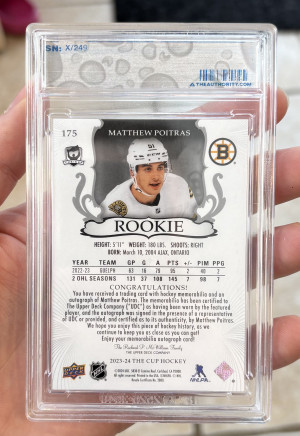 SN: X/249
ATHEAUTHORITY.COM
175
MATTHEW POITRAS
51
B
ROOKIE
HEIGHT: 5'11" WEIGHT: 180 LBS. SHOOTS: RIGHT
BORN: March 10, 2004 AJAX, ONTARIO
YEAR TEAM GP G A PTS +/- PIM PPG
2022-23 GUELPH 63 16 79 95 2 40 2
2 OHL SEASONS 131 37 108 145 7 98 7
CONGRATULATIONS!
You have received a trading card with hockey memorabilia and an
autograph of Matthew Poitras. The memorabilia has been certified to
The Upper Deck Company ("UDC") as having been worn by the featured
player, and the autograph was signed in the presence of a representative
of UDC or provided, and certified as to its authenticity, by Matthew Poitras.
We hope you enjoy this piece of hockey history, as we
continue to keep you as close as you can get!
Enjoy your memorabilia card!
The Richard P. McWilliam Family
THE UPPER DECK COMPANY
2023-24 THE CUP HOCKEY
UPPER DECK
NHL
NHLPA